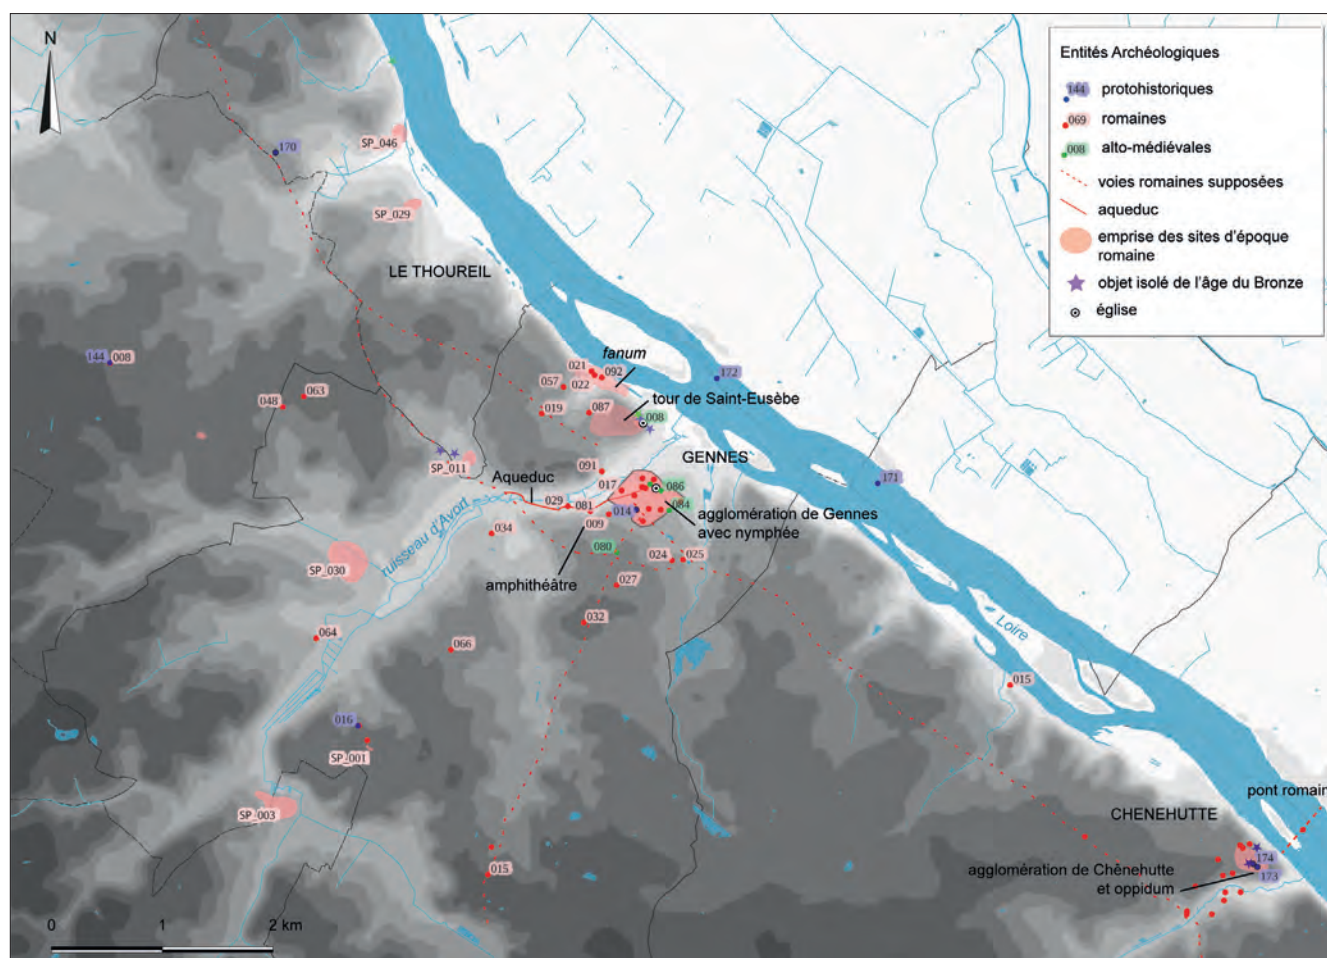 N
Entités Archéologiques
144 protohistoriques
069 romaines
008 alto-médiévales
voies romaines supposées
aqueduc
emprise des sites d'époque
romaine
objet isolé de l'âge du Bronze
église
SP_046
170
SP_029
LE THOUREIL
144 008
063
048
021
fanum
092
057
022
172
tour de Saint-Eusèbe
019
087
008
SP_011
GENNES
091
Aqueduc
017
086
171
029
081
084
014
009
agglomération de Gennes
avec nymphée
034
ruisseau d'Avort
080
024
025
SP_030
amphithéâtre
027
032
Loire
064
066
015
016
SP_001
pont romain
SP_003
CHENEHUTTE
174
agglomération de Chênehutte
et oppidum
173
015
0 1 2 km